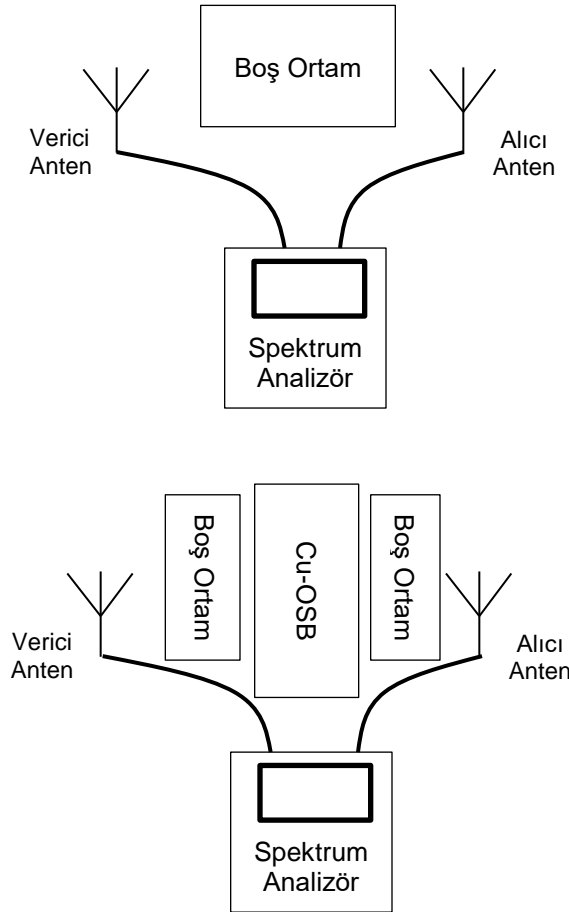 Boş Ortam
Verici
Anten
Alıcı
Anten
Spektrum
Analizör
Boş Ortam
Cu-OSB
Boş Ortam
Verici
Anten
Alıcı
Anten
Spektrum
Analizör